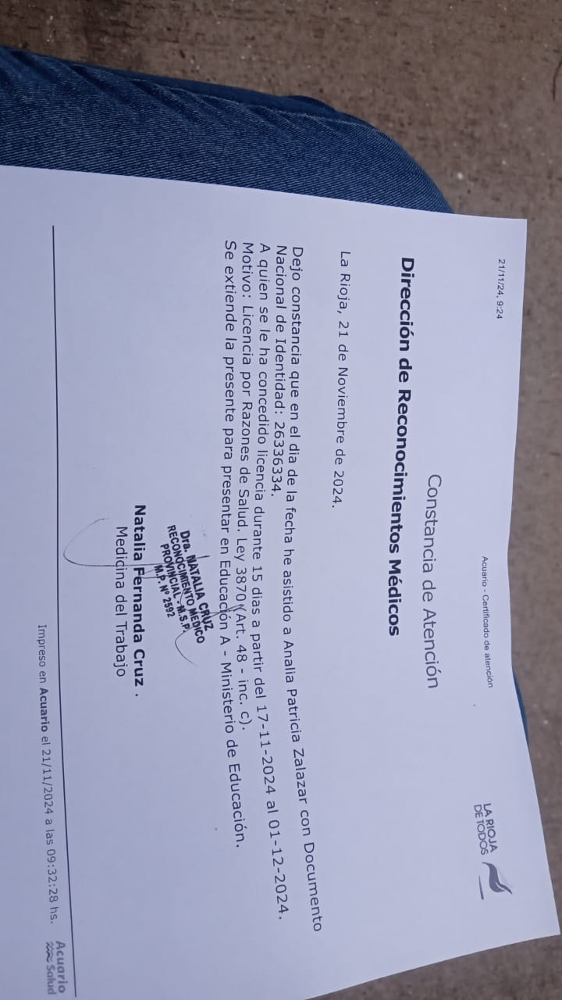 21/11/24, 9:24
Acuario - Certificado de atención
LA RIOJA
DE TODOS
Constancia de Atención
Dirección de Reconocimientos Médicos
La Rioja, 21 de Noviembre de 2024.
Dejo constancia que en el dia de la fecha he asistido a Analia Patricia Zalazar con Documento
Nacional de Identidad: 26336334.
A quien se le ha concedido licencia durante 15 dias a partir del 17-11-2024 al 01-12-2024.
Motivo: Licencia por Razones de Salud. Ley 3870 (Art. 48 - inc. c).
Se extiende la presente para presentar en Educación A - Ministerio de Educación.
Dra. NATALIA CRUZ
RECONOCIMIENTO MEDICO
PROVINCIAL - M.S.P.
M.P. Nº 2592
Natalia Fernanda Cruz .
Medicina del Trabajo
Impreso en Acuario el 21/11/2024 a las 09:32:28 hs.
Acuario
Salud